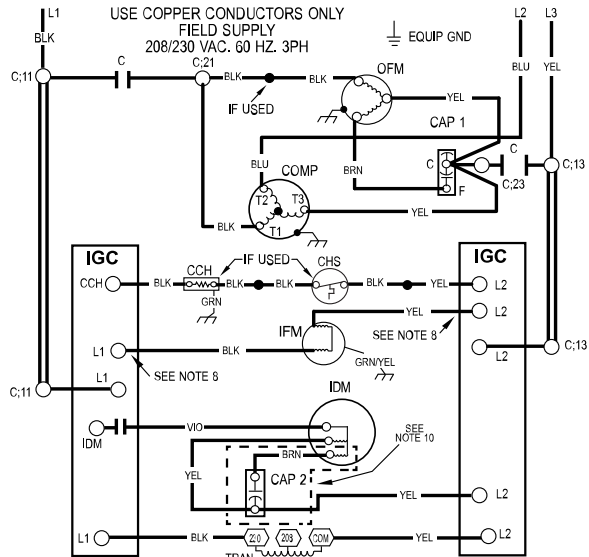 L1
BLK
USE COPPER CONDUCTORS ONLY
FIELD SUPPLY
208/230 VAC. 60 HZ. 3PH
EQUIP GND
L2
L3
BLU
YEL
C;11
C
C;21
BLK
IF USED
BLK
OFM
YEL
CAP 1
BRN
C
F
C
C;23
C;13
BLU
COMP
T2
T3
T1
BLK
YEL
IGC
IGC
CCH
BLK
CCH
GRN
IF USED
BLK
BLK
CHS
BLK
YEL
L2
YEL
L2
SEE NOTE 8
IFM
GRN/YEL
L1
BLK
SEE NOTE 8
L2
C;13
C;11
L1
IDM
IDM
VIO
SEE
NOTE 10
YEL
BRN
CAP 2
YEL
L2
L1
BLK
230
208
COM
YEL
L2
TRAN